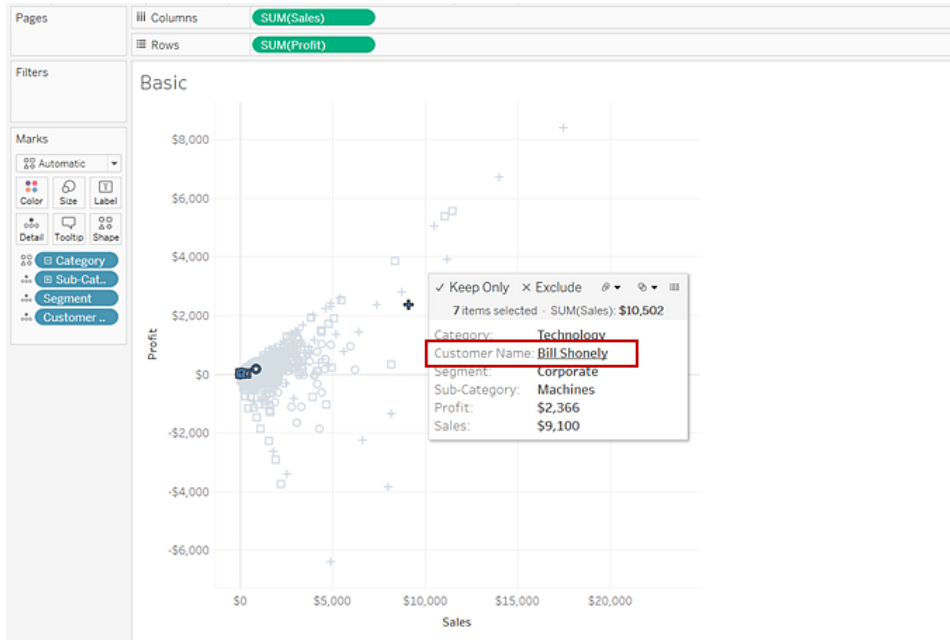 Pages
Columns
SUM(Sales)
Rows
SUM(Profit)
Filters
Basic
Marks
Automatic
Color Size Label
Detail Tooltip Shape
Category
Sub-Cat..
Segment
Customer ..
Profit
$8,000
$6,000
$4,000
$2,000
$0
-$2,000
-$4,000
-$6,000
Keep Only Exclude
7 items selected · SUM(Sales): $10,502
Category: Technology
Customer Name: Bill Shonely
Segment: Corporate
Sub-Category: Machines
Profit: $2,366
Sales: $9,100
$0 $5,000 $10,000 $15,000 $20,000
Sales